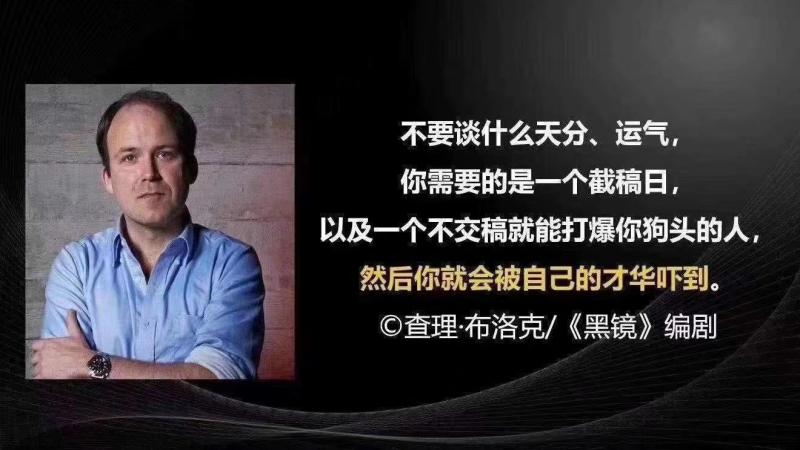 不要谈什么天分、运气，
你需要的是一个截稿日，
以及一个不交稿就能打爆你狗头的人，
然后你就会被自己的才华吓到。
©查理·布洛克/《黑镜》编剧